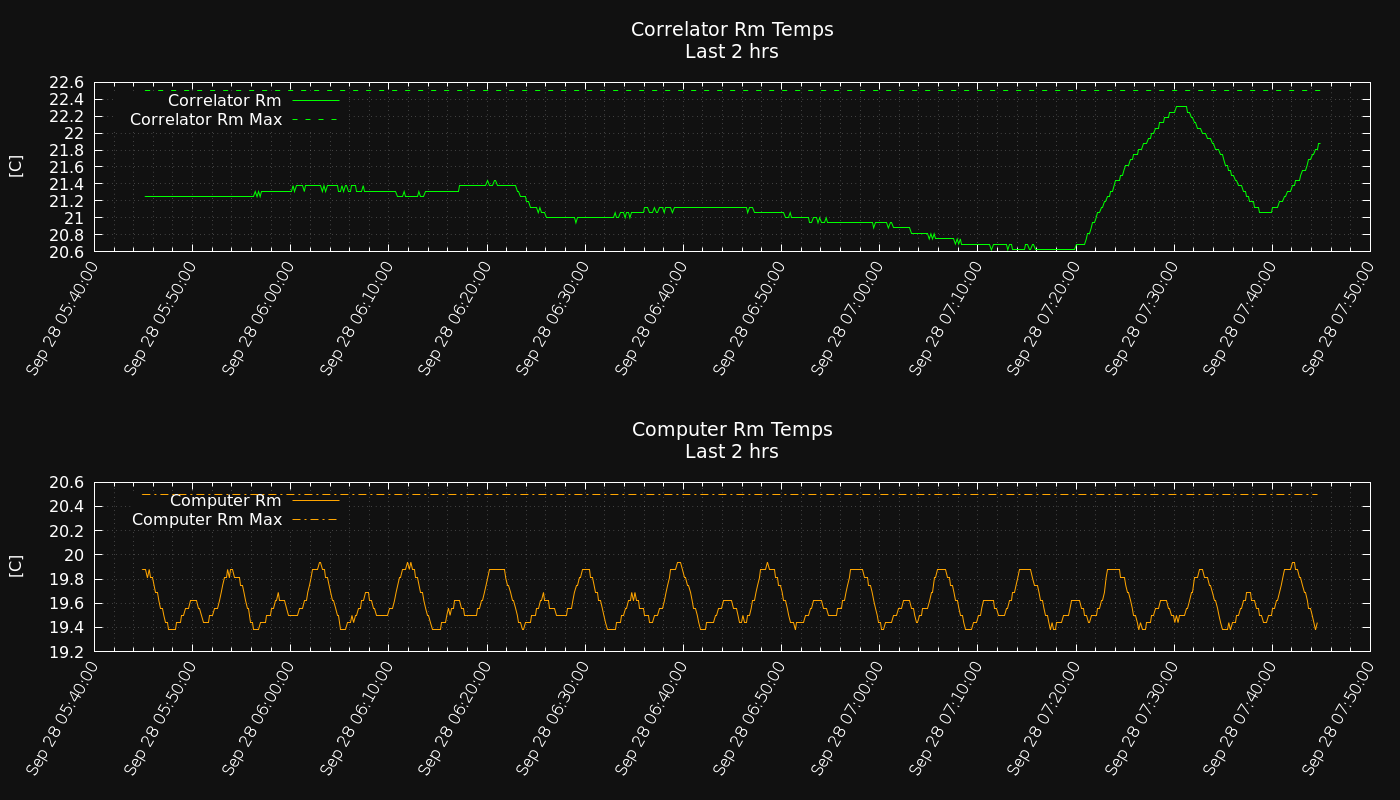 Correlator Rm Temps
Last 2 hrs
[C]
22.6
22.4
22.2
22
21.8
21.6
21.4
21.2
21
20.8
20.6
Correlator Rm
Correlator Rm Max
Sep 28 05:40:00
Sep 28 05:50:00
Sep 28 06:00:00
Sep 28 06:10:00
Sep 28 06:20:00
Sep 28 06:30:00
Sep 28 06:40:00
Sep 28 06:50:00
Sep 28 07:00:00
Sep 28 07:10:00
Sep 28 07:20:00
Sep 28 07:30:00
Sep 28 07:40:00
Sep 28 07:50:00
Computer Rm Temps
Last 2 hrs
[C]
20.6
20.4
20.2
20
19.8
19.6
19.4
19.2
Computer Rm
Computer Rm Max
Sep 28 05:40:00
Sep 28 05:50:00
Sep 28 06:00:00
Sep 28 06:10:00
Sep 28 06:20:00
Sep 28 06:30:00
Sep 28 06:40:00
Sep 28 06:50:00
Sep 28 07:00:00
Sep 28 07:10:00
Sep 28 07:20:00
Sep 28 07:30:00
Sep 28 07:40:00
Sep 28 07:50:00